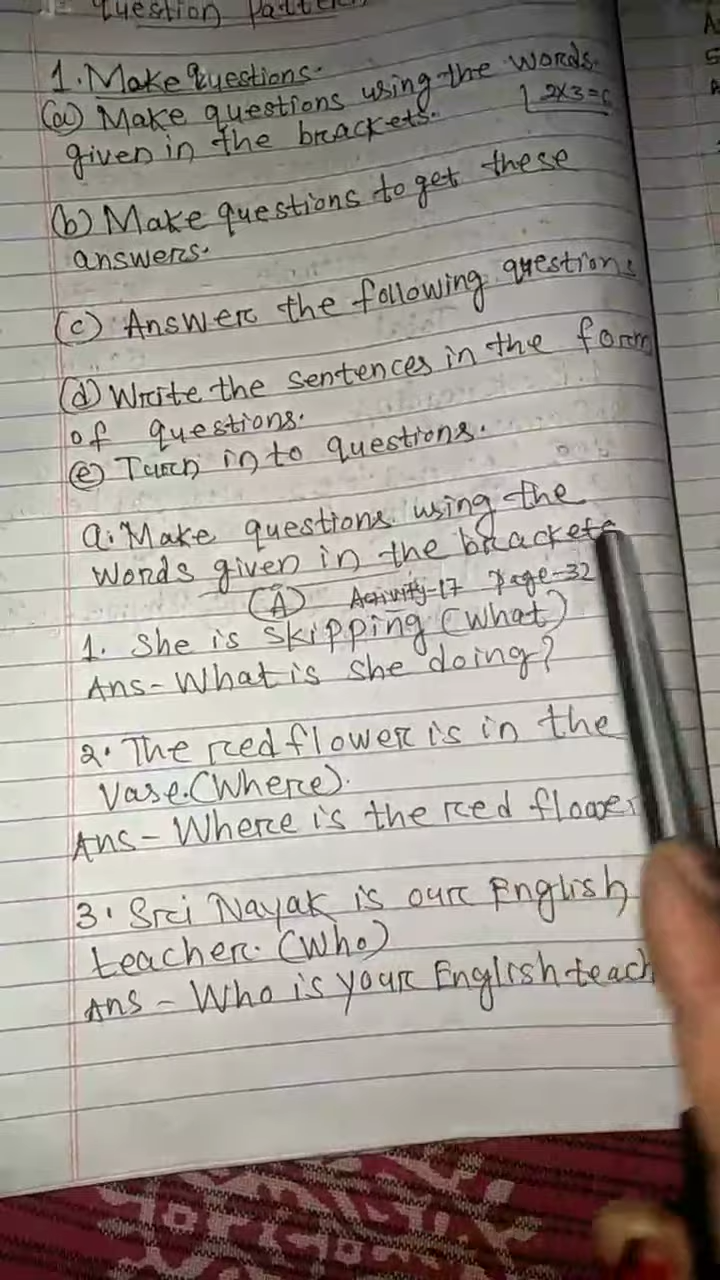 Question Patter
1. Make Questions.
(a) Make questions using the words
given in the brackets. 2x3=6
(b) Make questions to get these
answers.
(c) Answer the following question
(d) Write the sentences in the form
of questions.
(e) Turn in to questions.
a. Make questions using the
words given in the brackets
(A) Activity-17 Page-32
1. She is skipping (what)
Ans - What is she doing?
2. The red flower is in the
vase. (Where).
Ans - Where is the red flower
3. Sri Nayak is our English
teacher. (Who)
Ans - Who is your English teach